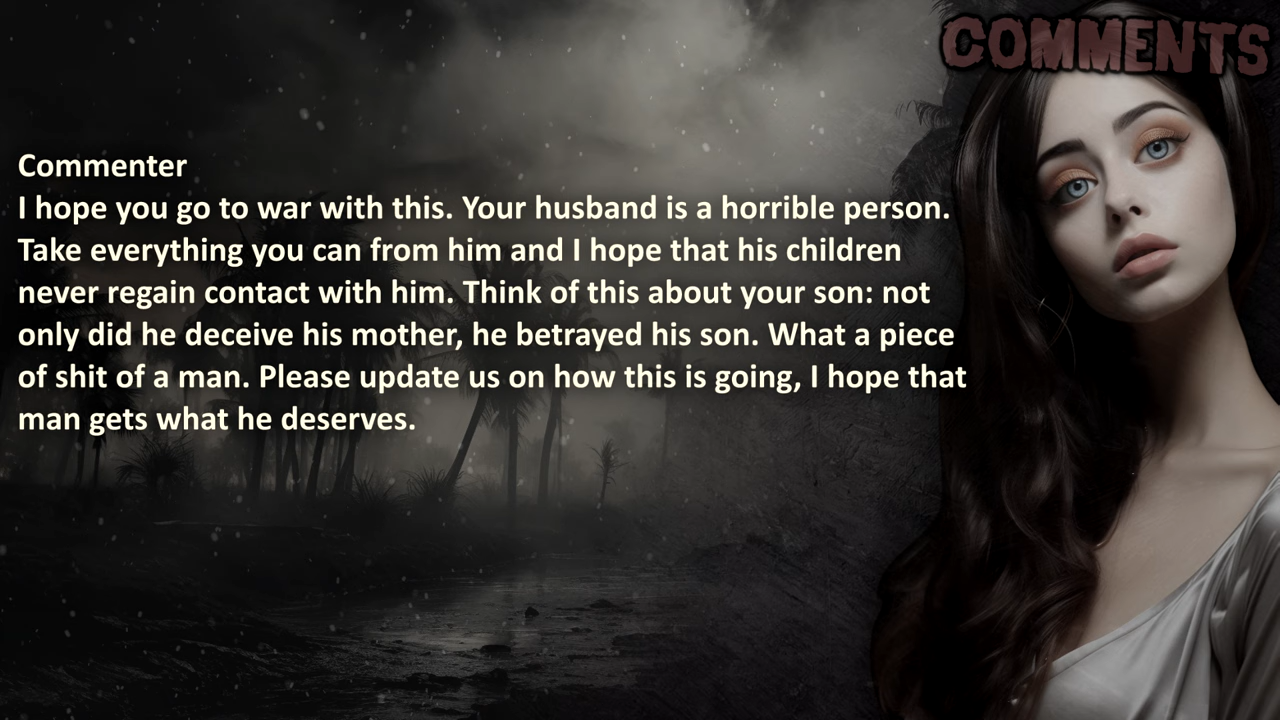 COMMENTS
Commenter
I hope you go to war with this. Your husband is a horrible person.
Take everything you can from him and I hope that his children
never regain contact with him. Think of this about your son: not
only did he deceive his mother, he betrayed his son. What a piece
of shit of a man. Please update us on how this is going, I hope that
man gets what he deserves.